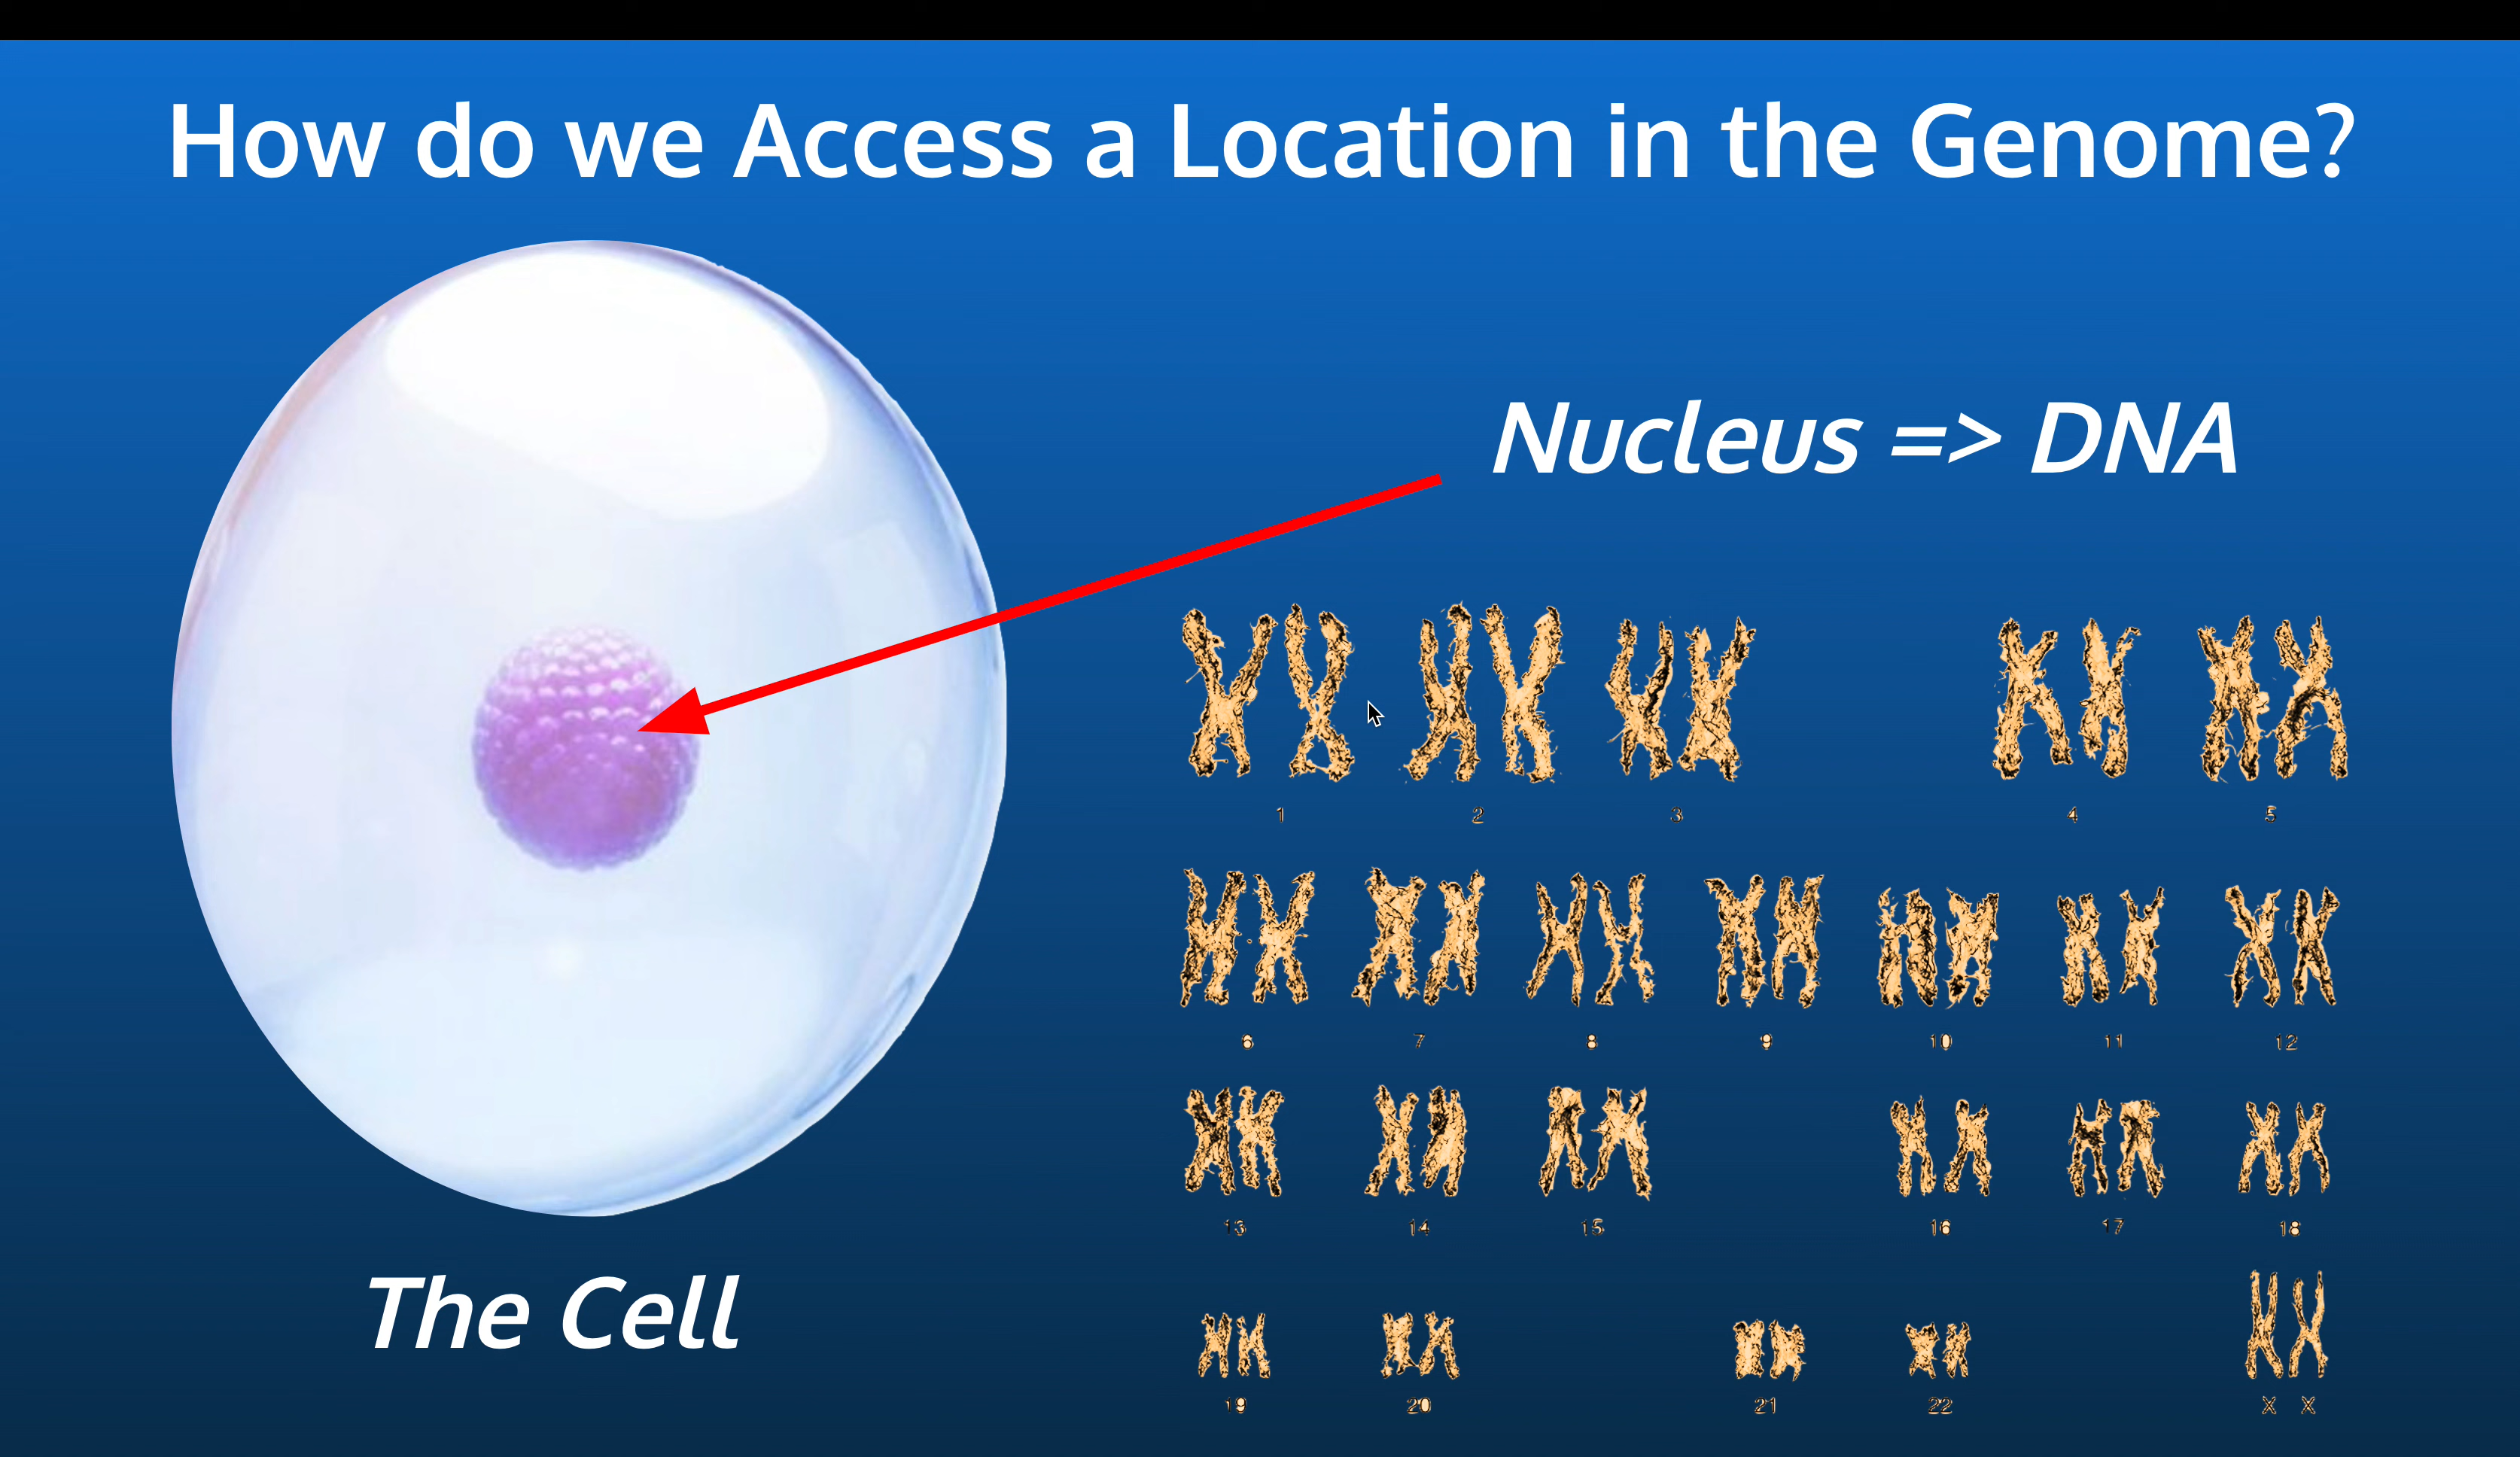 How do we Access a Location in the Genome?
Nucleus => DNA
1 2 3 4 5
6 7 8 9 10 11 12
13 14 15 16 17 18
19 20 21 22 X X
The Cell